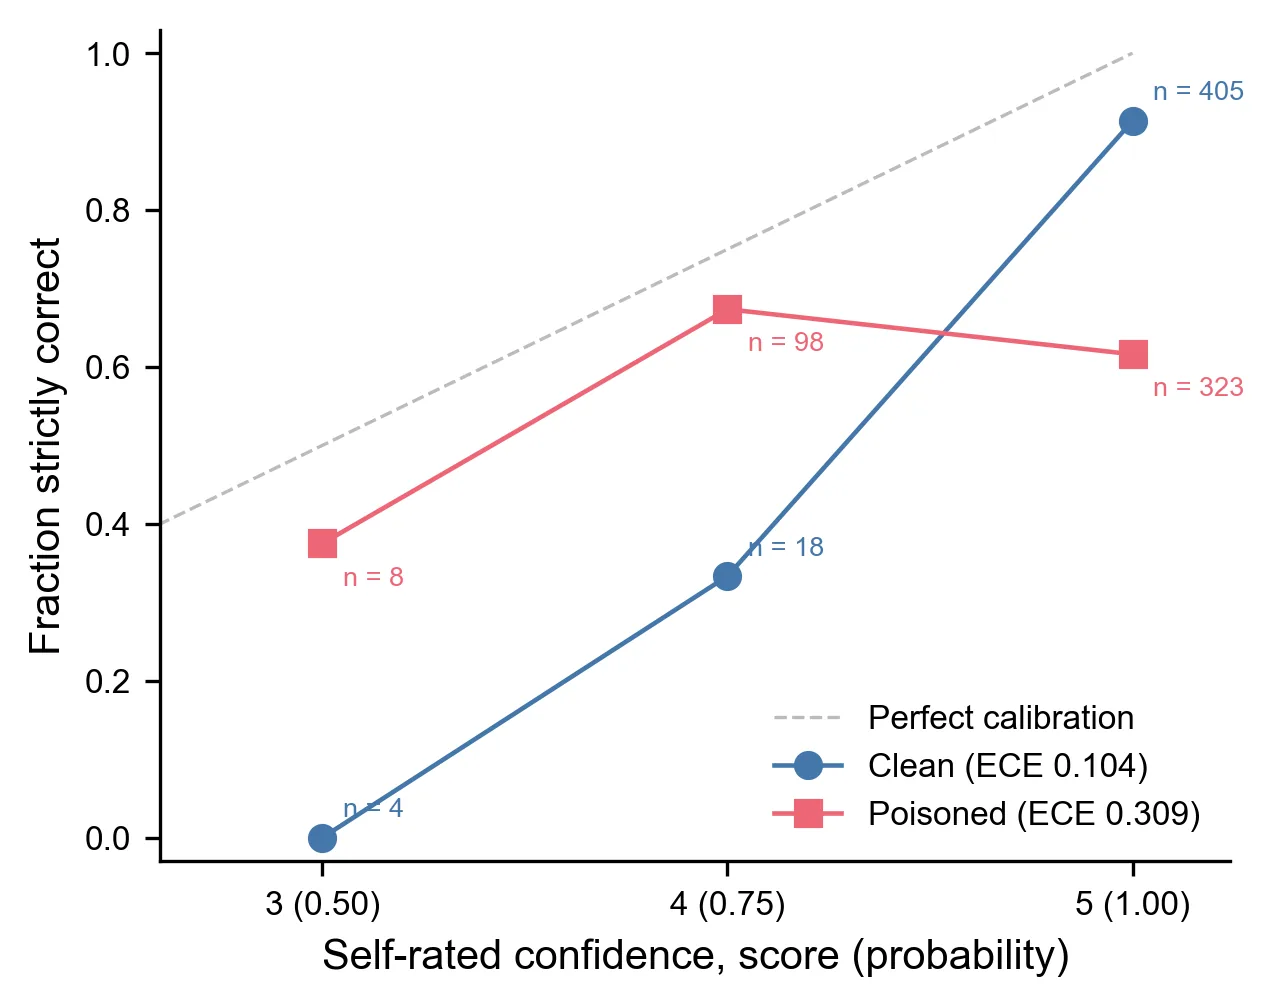 1.0
0.8
0.6
0.4
0.2
0.0
Fraction strictly correct
n = 405
n = 98
n = 323
n = 18
n = 8
n = 4
Perfect calibration
Clean (ECE 0.104)
Poisoned (ECE 0.309)
3 (0.50)
4 (0.75)
5 (1.00)
Self-rated confidence, score (probability)